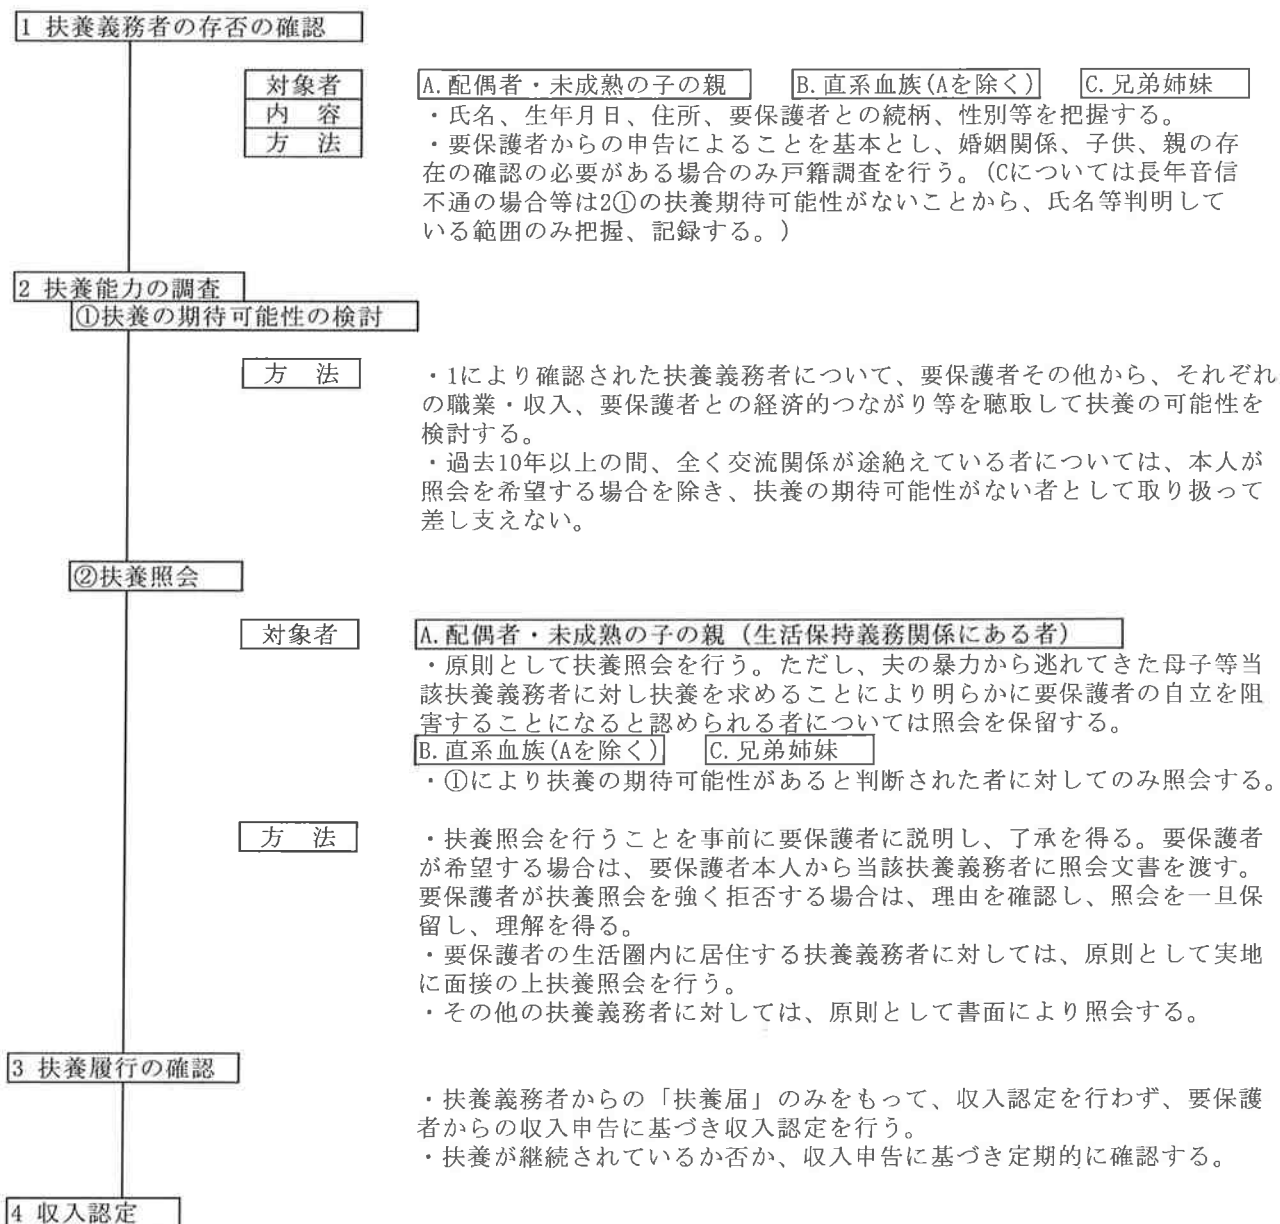 1 扶養義務者の存否の確認
対象者
A.配偶者・未成熟の子の親 B.直系血族(Aを除く) C.兄弟姉妹
内 容
・氏名、生年月日、住所、要保護者との続柄、性別等を把握する。
方 法
・要保護者からの申告によることを基本とし、婚姻関係、子供、親の存
在の確認の必要がある場合のみ戸籍調査を行う。(Cについては長年音信
不通の場合等は2①の扶養期待可能性がないことから、氏名等判明して
いる範囲のみ把握、記録する。)
2 扶養能力の調査
①扶養の期待可能性の検討
方 法
・1により確認された扶養義務者について、要保護者その他から、それぞれ
の職業・収入、要保護者との経済的つながり等を聴取して扶養の可能性を
検討する。
・過去10年以上の間、全く交流関係が途絶えている者については、本人が
照会を希望する場合を除き、扶養の期待可能性がない者として取り扱って
差し支えない。
②扶養照会
対象者
A.配偶者・未成熟の子の親(生活保持義務関係にある者)
・原則として扶養照会を行う。ただし、夫の暴力から逃れてきた母子等当
該扶養義務者に対し扶養を求めることにより明らかに要保護者の自立を阻
害することになると認められる者については照会を保留する。
B.直系血族(Aを除く) C.兄弟姉妹
・①により扶養の期待可能性があると判断された者に対してのみ照会する。
方 法
・扶養照会を行うことを事前に要保護者に説明し、了承を得る。要保護者
が希望する場合は、要保護者本人から当該扶養義務者に照会文書を渡す。
要保護者が扶養照会を強く拒否する場合は、理由を確認し、照会を一旦保
留し、理解を得る。
・要保護者の生活圏内に居住する扶養義務者に対しては、原則として実地
に面接の上扶養照会を行う。
・その他の扶養義務者に対しては、原則として書面により照会する。
3 扶養履行の確認
・扶養義務者からの「扶養届」のみをもって、収入認定を行わず、要保護
者からの収入申告に基づき収入認定を行う。
・扶養が継続されているか否か、収入申告に基づき定期的に確認する。
4 収入認定